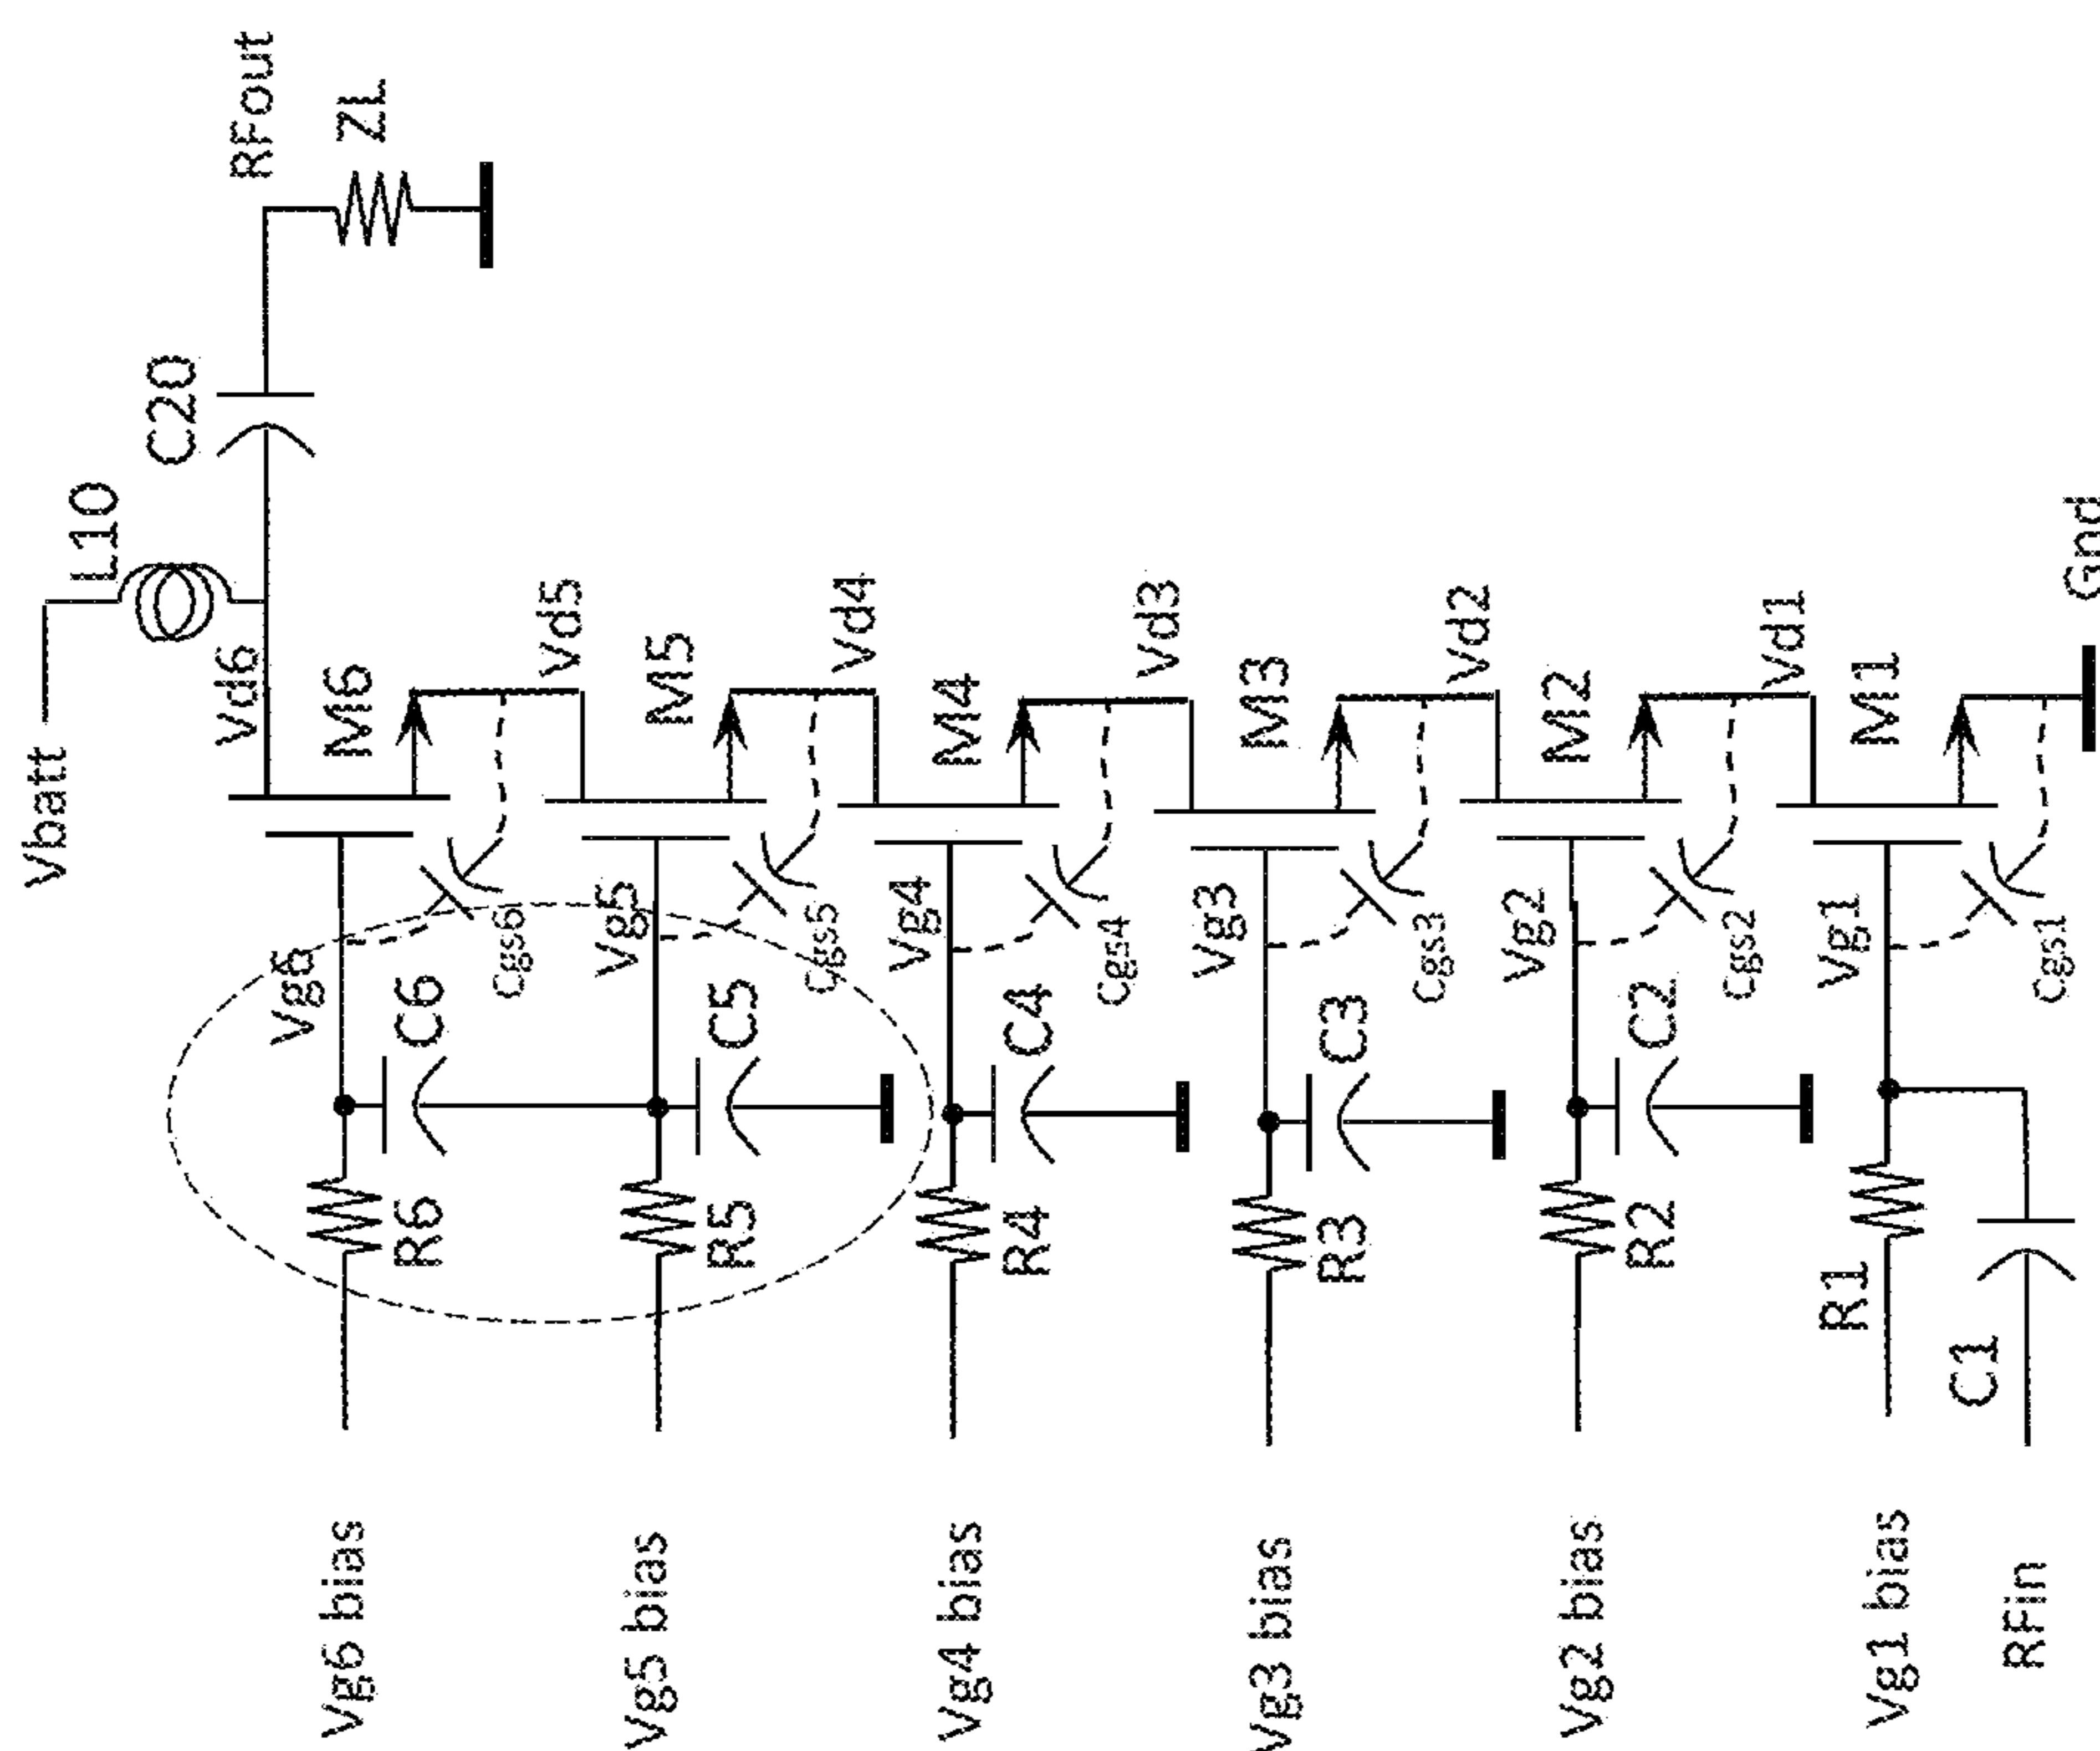 Vbatt
L10
C20
RFout
ZL
Vd6
M6
Vg6
Cgs6
C6
R6
Vg6 bias
Vd5
M5
Vg5
Cgs5
C5
R5
Vg5 bias
Vd4
M4
Vg4
Cgs4
C4
R4
Vg4 bias
Vd3
M3
Vg3
Cgs3
C3
R3
Vg3 bias
Vd2
M2
Vg2
Cgs2
C2
R2
Vg2 bias
Vd1
M1
Vg1
Cgs1
R1
Vg1 bias
C1
RFin
Gnd